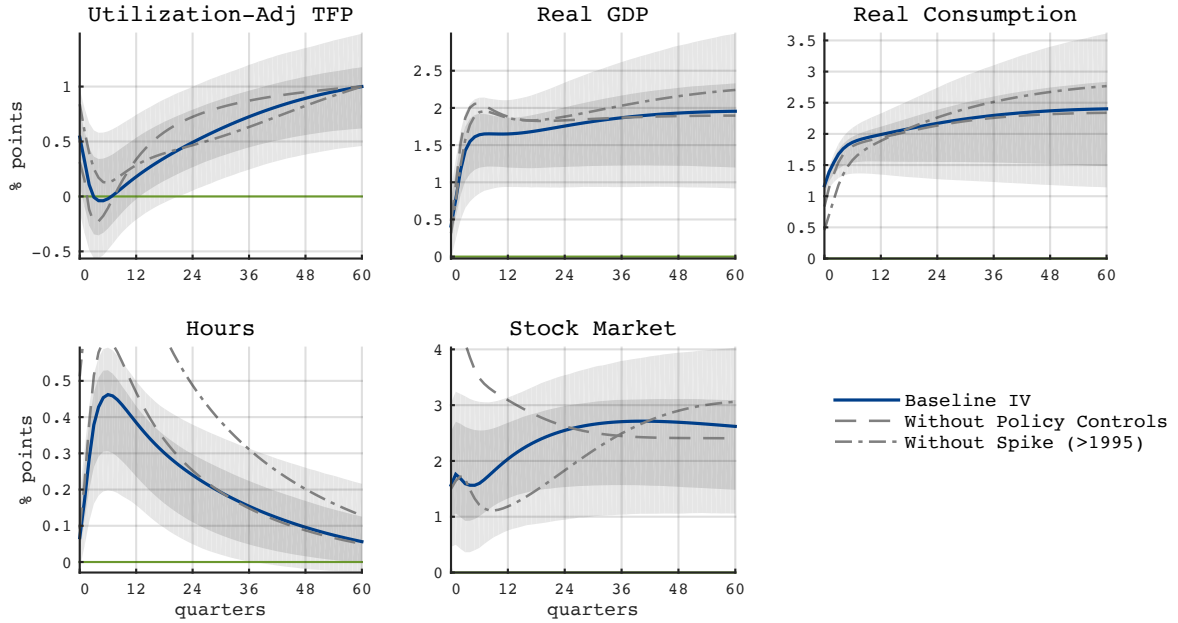 Utilization-Adj TFP
Real GDP
Real Consumption
% points
1
0.5
0
-0.5
0 12 24 36 48 60
2.5
2
1.5
1
0.5
0
0 12 24 36 48 60
3.5
3
2.5
2
1.5
1
0.5
0
0 12 24 36 48 60
Hours
Stock Market
% points
0.5
0.4
0.3
0.2
0.1
0
0 12 24 36 48 60
quarters
4
3
2
1
0
0 12 24 36 48 60
quarters
Baseline IV
Without Policy Controls
Without Spike (>1995)